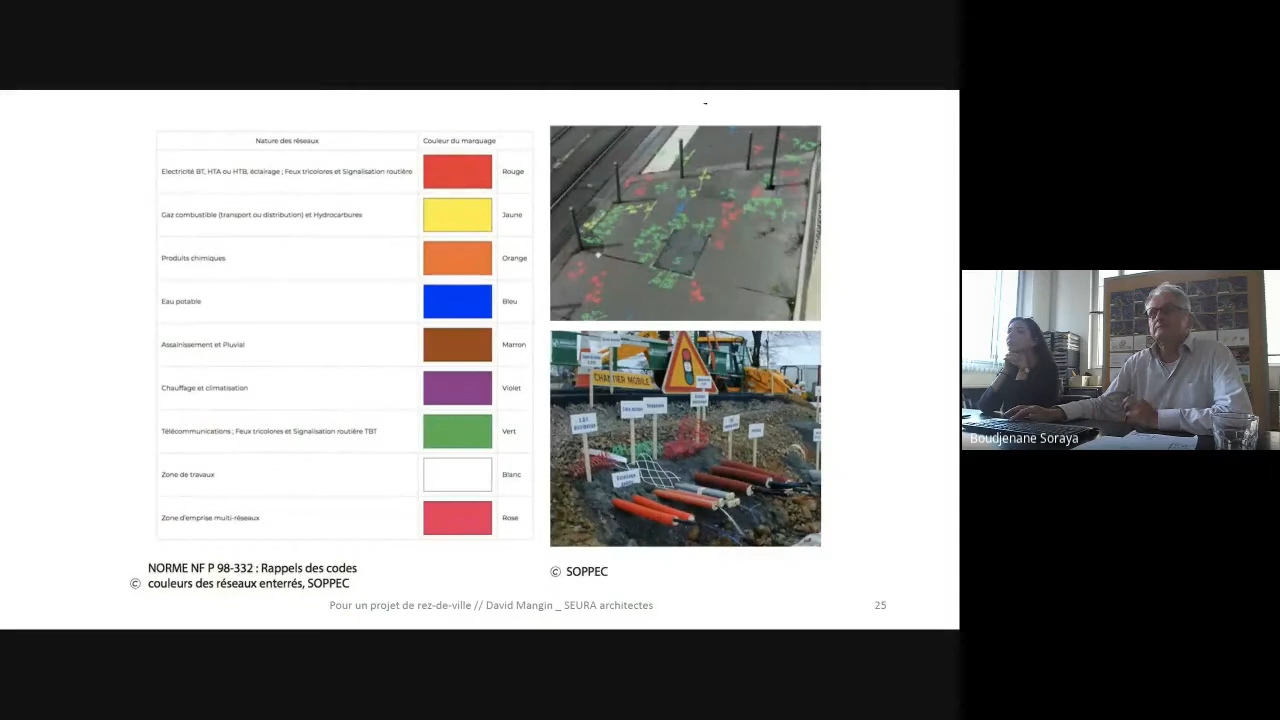 Nature des réseaux
Couleur du marquage
Electricité BT, HTA ou HTB, éclairage ; Feux tricolores et Signalisation routière
Rouge
Gaz combustible (transport ou distribution) et Hydrocarbures
Jaune
Produits chimiques
Orange
Eau potable
Bleu
Assainissement et Pluvial
Marron
Chauffage et climatisation
Violet
Télécommunications ; Feux tricolores et Signalisation routière TBT
Vert
Zone de travaux
Blanc
Zone d'emprise multi-réseaux
Rose
CHANTIER MOBILE
NORME NF P 98-332 : Rappels des codes
© couleurs des réseaux enterrés, SOPPEC
© SOPPEC
Pour un projet de rez-de-ville // David Mangin _ SEURA architectes
25
Boudjenane Soraya